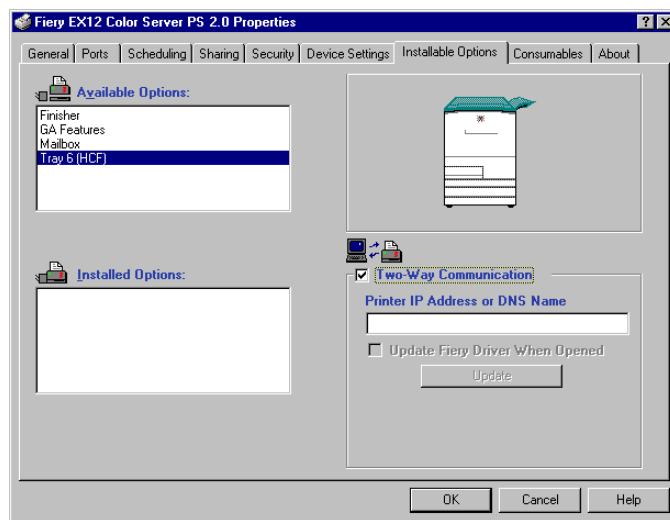 Fiery EX12 Color Server PS 2.0 Properties
General Ports Scheduling Sharing Security Device Settings Installable Options Consumables About
Available Options:
Finisher
GA Features
Mailbox
Tray 6 (HCF)
Installed Options:
Two-Way Communication
Printer IP Address or DNS Name
Update Fiery Driver When Opened
Update
OK Cancel Help